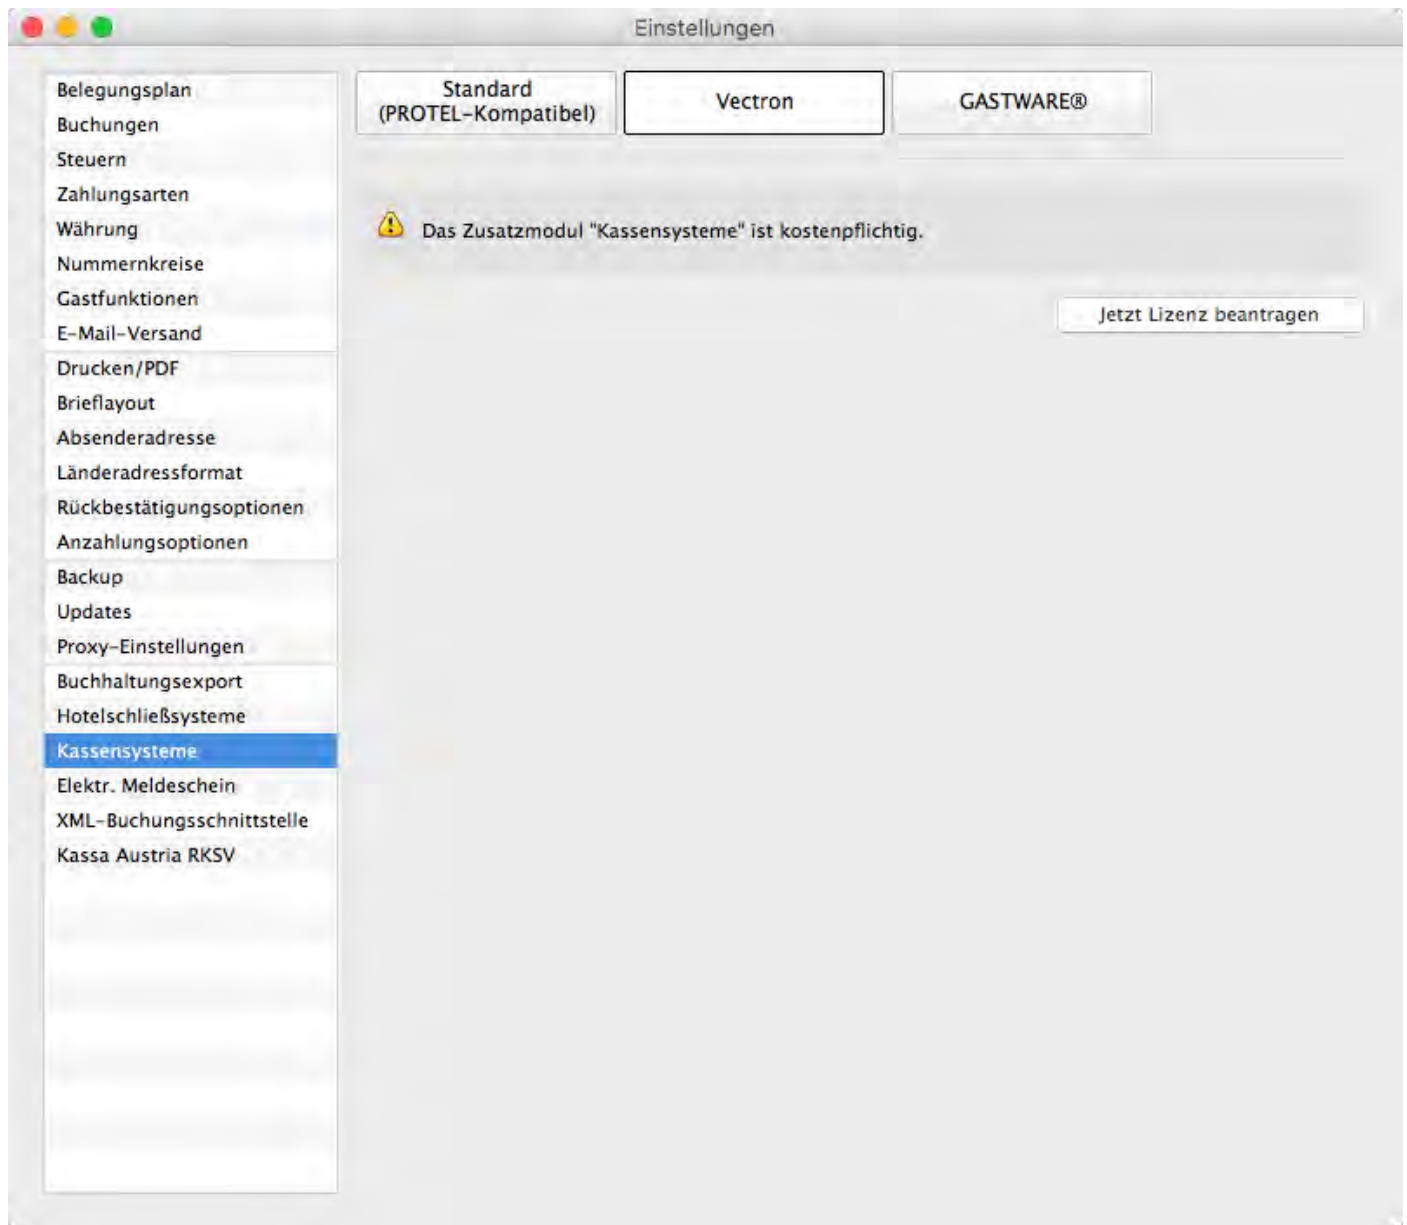 Einstellungen
Belegungsplan
Buchungen
Steuern
Zahlungsarten
Währung
Nummernkreise
Gastfunktionen
E-Mail-Versand
Drucken/PDF
Brieflayout
Absenderadresse
Länderadressformat
Rückbestätigungsoptionen
Anzahlungsoptionen
Backup
Updates
Proxy-Einstellungen
Buchhaltungsexport
Hotelschließsysteme
Kassensysteme
Elektr. Meldeschein
XML-Buchungsschnittstelle
Kassa Austria RKSV
Standard
(PROTEL-Kompatibel)
Vectron
GASTWARE®
Das Zusatzmodul "Kassensysteme" ist kostenpflichtig.
Jetzt Lizenz beantragen